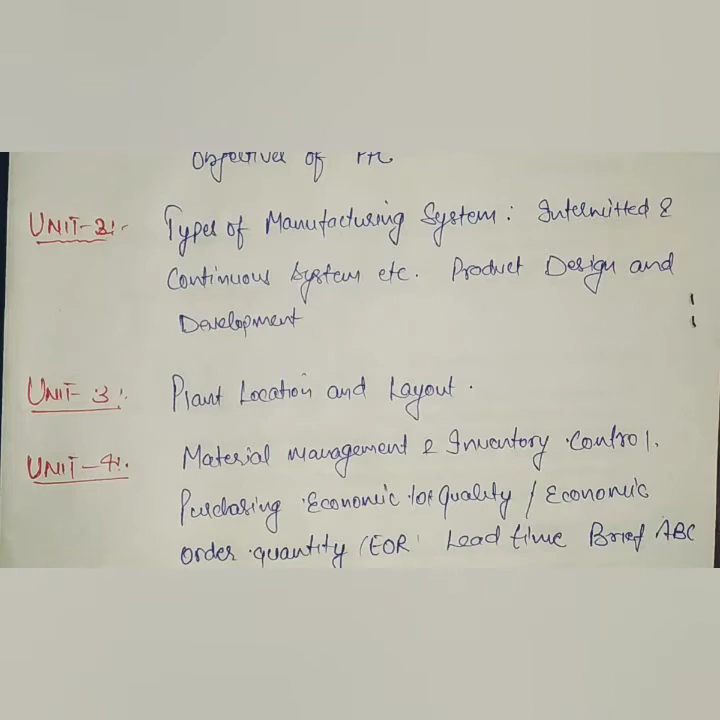 Objectives of
UNIT-2:- Types of Manufacturing System: Intermitted &
Continuous System etc. Product Design and
Development
UNIT-3:- Plant Location and Layout.
UNIT-4:- Material management & Inventory Control.
Purchasing Economic lot quality / Economic
order quantity (EOR Lead time Brief ABC